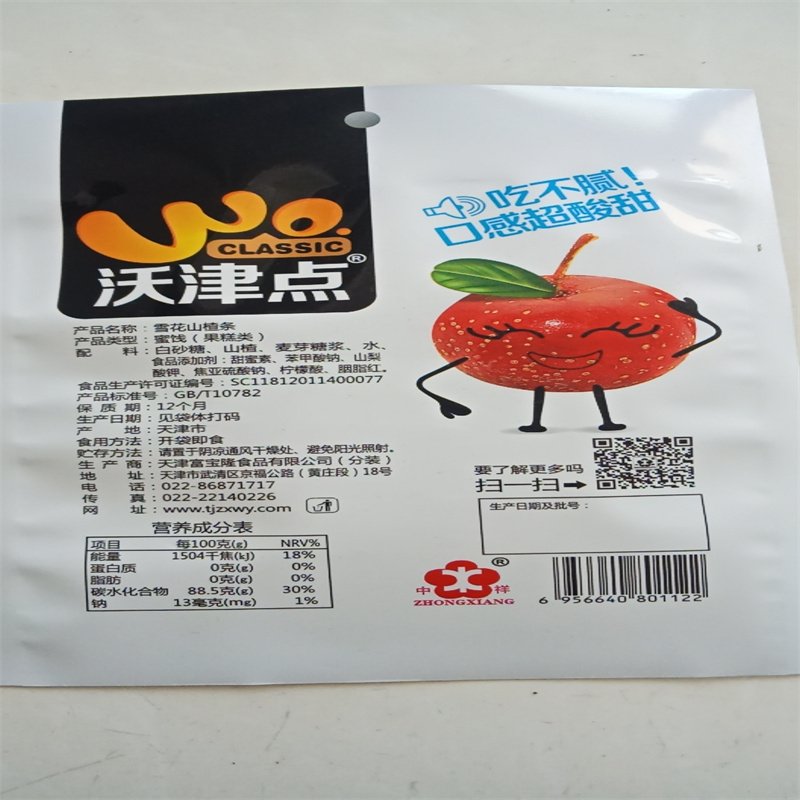 Wo.
CLASSIC
沃津点®
吃不腻!
口感超酸甜
产品名称：雪花山楂条
产品类型：蜜饯（果糕类）
配　料：白砂糖、山楂、麦芽糖浆、水、
食品添加剂：甜蜜素、苯甲酸钠、山梨
酸钾、焦亚硫酸钠、柠檬酸、胭脂红。
食品生产许可证编号：SC11812011400077
产品标准号：GB/T10782
保 质 期：12个月
生产日期：见袋体打码
产　　地：天津市
食用方法：开袋即食
贮存方法：请置于阴凉通风干燥处、避免阳光照射。
生 产 商：天津富宝隆食品有限公司（分装）
地　　址：天津市武清区京福公路（黄庄段）18号
电　　话：022-86871717
传　　真：022-22140226
网　　址：www.tjzxwy.com
营养成分表
项目 每100克(g) NRV%
能量 1504千焦(kJ) 18%
蛋白质 0克(g) 0%
脂肪 0克(g) 0%
碳水化合物 88.5克(g) 30%
钠 13毫克(mg) 1%
要了解更多吗
扫一扫→
生产日期及批号：
中祥®
ZHONGXIANG
6 956640 801122